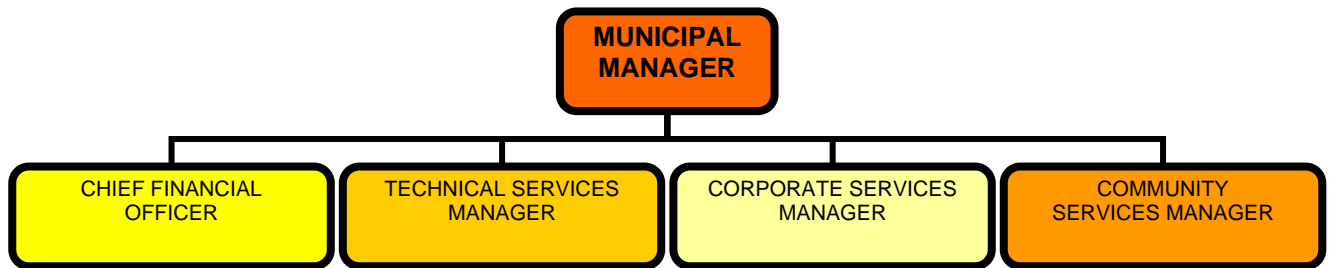 MUNICIPAL
MANAGER
CHIEF FINANCIAL
OFFICER
TECHNICAL SERVICES
MANAGER
CORPORATE SERVICES
MANAGER
COMMUNITY
SERVICES MANAGER